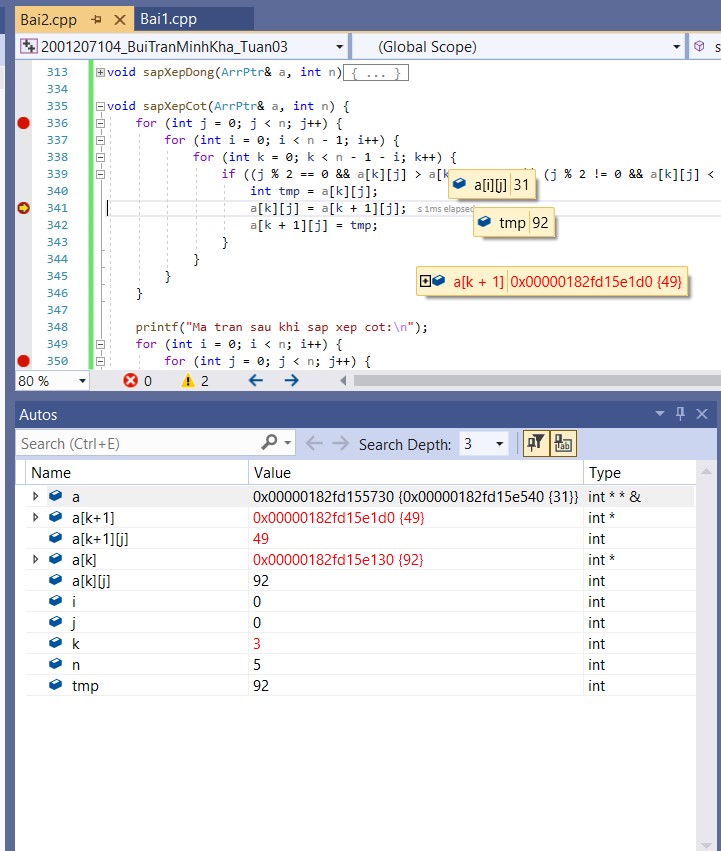 Bai2.cpp Bai1.cpp
2001207104_BuiTranMinhKha_Tuan03 (Global Scope) s
313 void sapXepDong(ArrPtr& a, int n) { ... }
334
335 void sapXepCot(ArrPtr& a, int n) {
336 for (int j = 0; j < n; j++) {
337 for (int i = 0; i < n - 1; i++) {
338 for (int k = 0; k < n - 1 - i; k++) {
339 if ((j % 2 == 0 && a[k][j] > a[k (j % 2 != 0 && a[k][j] <
a[i][j] 31
340 int tmp = a[k][j];
341 a[k][j] = a[k + 1][j]; ≤ 1ms elapsed
tmp 92
342 a[k + 1][j] = tmp;
343 }
344 }
345 }
a[k + 1] 0x00000182fd15e1d0 {49}
346 }
347
348 printf("Ma tran sau khi sap xep cot:\n");
349 for (int i = 0; i < n; i++) {
350 for (int j = 0; j < n; j++) {
80 % 0 2
Autos
Search (Ctrl+E) Search Depth: 3
Name Value Type
a 0x00000182fd155730 {0x00000182fd15e540 {31}} int * * &
a[k+1] 0x00000182fd15e1d0 {49} int *
a[k+1][j] 49 int
a[k] 0x00000182fd15e130 {92} int *
a[k][j] 92 int
i 0 int
j 0 int
k 3 int
n 5 int
tmp 92 int